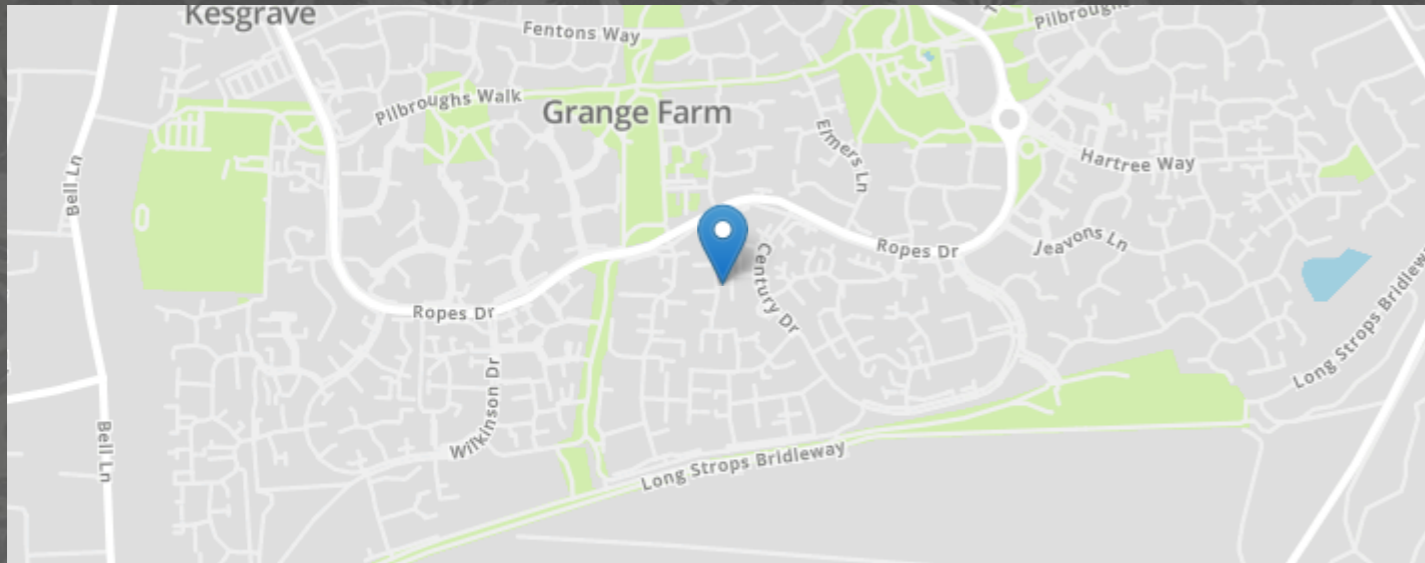 Kesgrave
Fentons Way
Pilbroughs Walk
Grange Farm
Elmers Ln
Hartree Way
Bell Ln
Century Dr
Ropes Dr
Jeavons Ln
Ropes Dr
Long Strops Bridleway
Wilkinson Dr
Bell Ln
Long Strops Bridleway